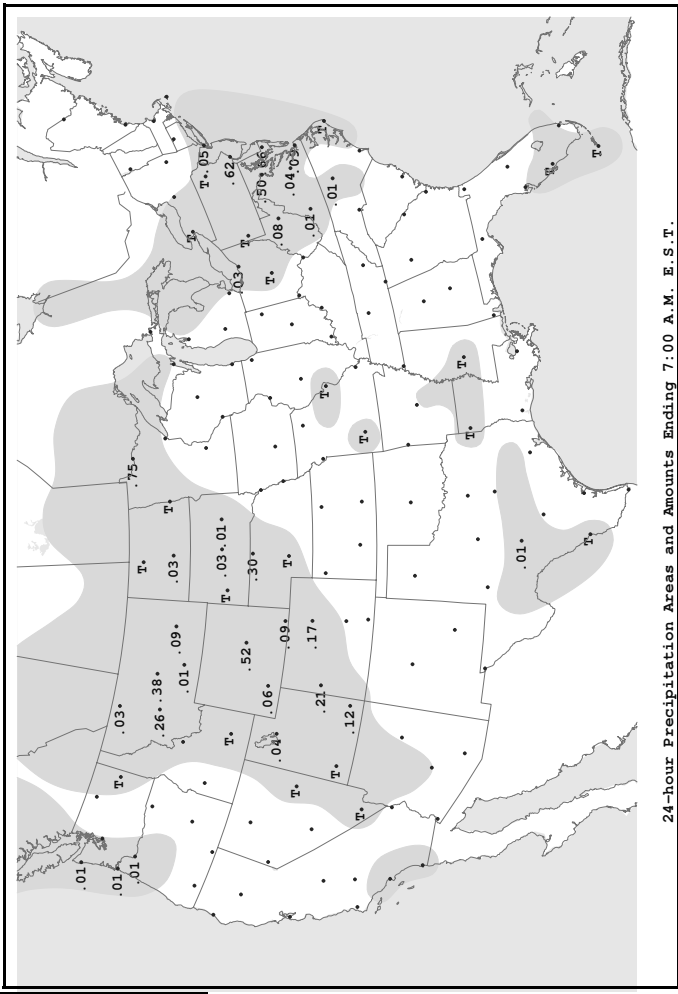 .01
T
.03
.01
.01
.75
T
.26 .38
T
.03
.09
.01
T
T .05
.03 .01
T
T
.62
.03
T
.52
.30
.50
.06
T
.04
.08
.09
T
.04
T
.01
.17
.21
T
T
.01
T
.12
T
T
T
T
.01
T
T
T
24-hour Precipitation Areas and Amounts Ending 7:00 A.M. E.S.T.